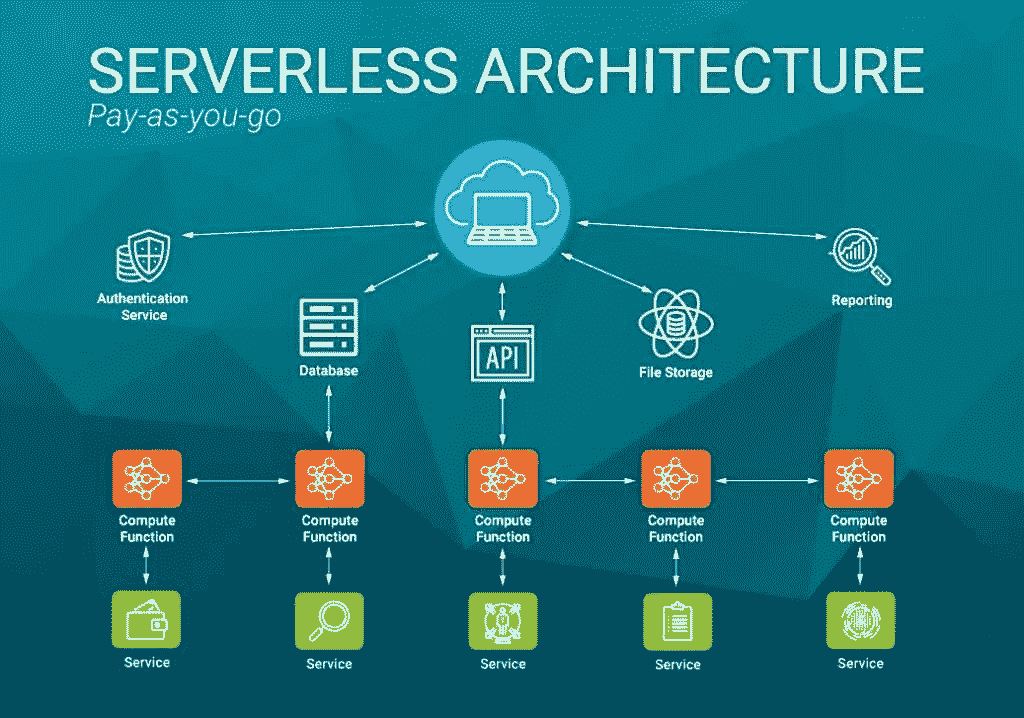 SERVERLESS ARCHITECTURE
Pay-as-you-go
Authentication
Service
Database
API
File Storage
Reporting
Compute
Function
Compute
Function
Compute
Function
Compute
Function
Compute
Function
Service
Service
Service
Service
Service